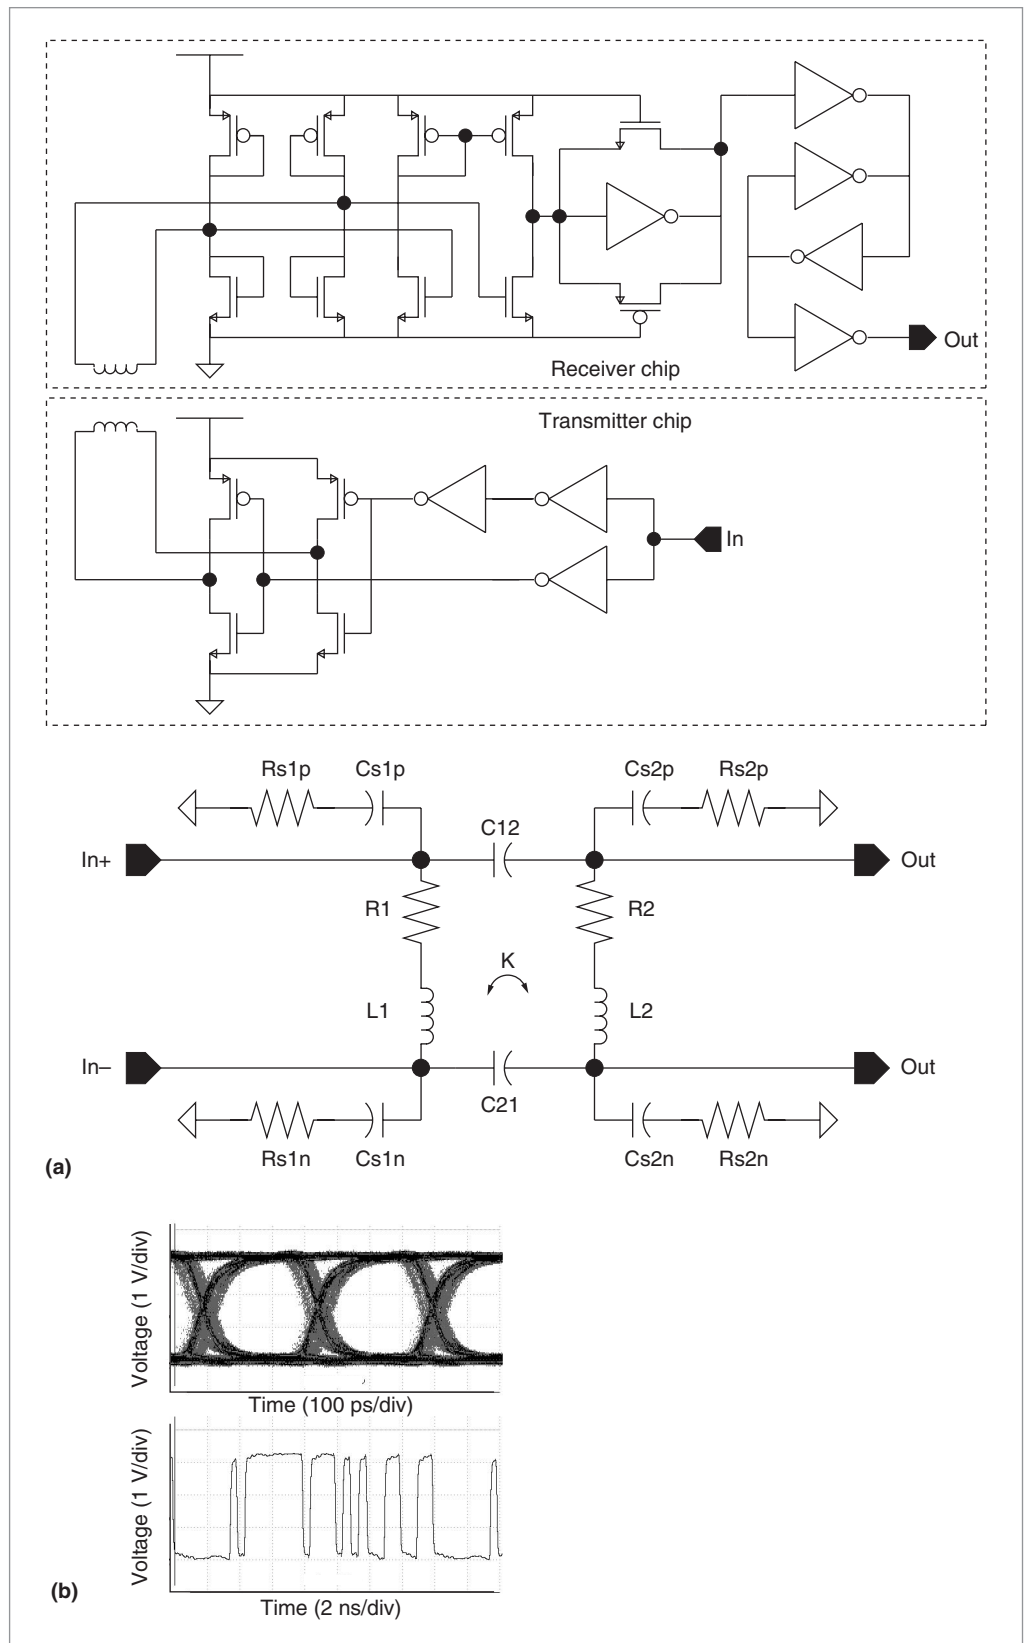 Out
Receiver chip
Transmitter chip
In
Rs1p Cs1p Cs2p Rs2p
C12
In+ Out
R1 R2
K
L1 L2
In– Out
C21
Rs1n Cs1n Cs2n Rs2n
(a)
Voltage (1 V/div)
Time (100 ps/div)
Voltage (1 V/div)
(b)
Time (2 ns/div)